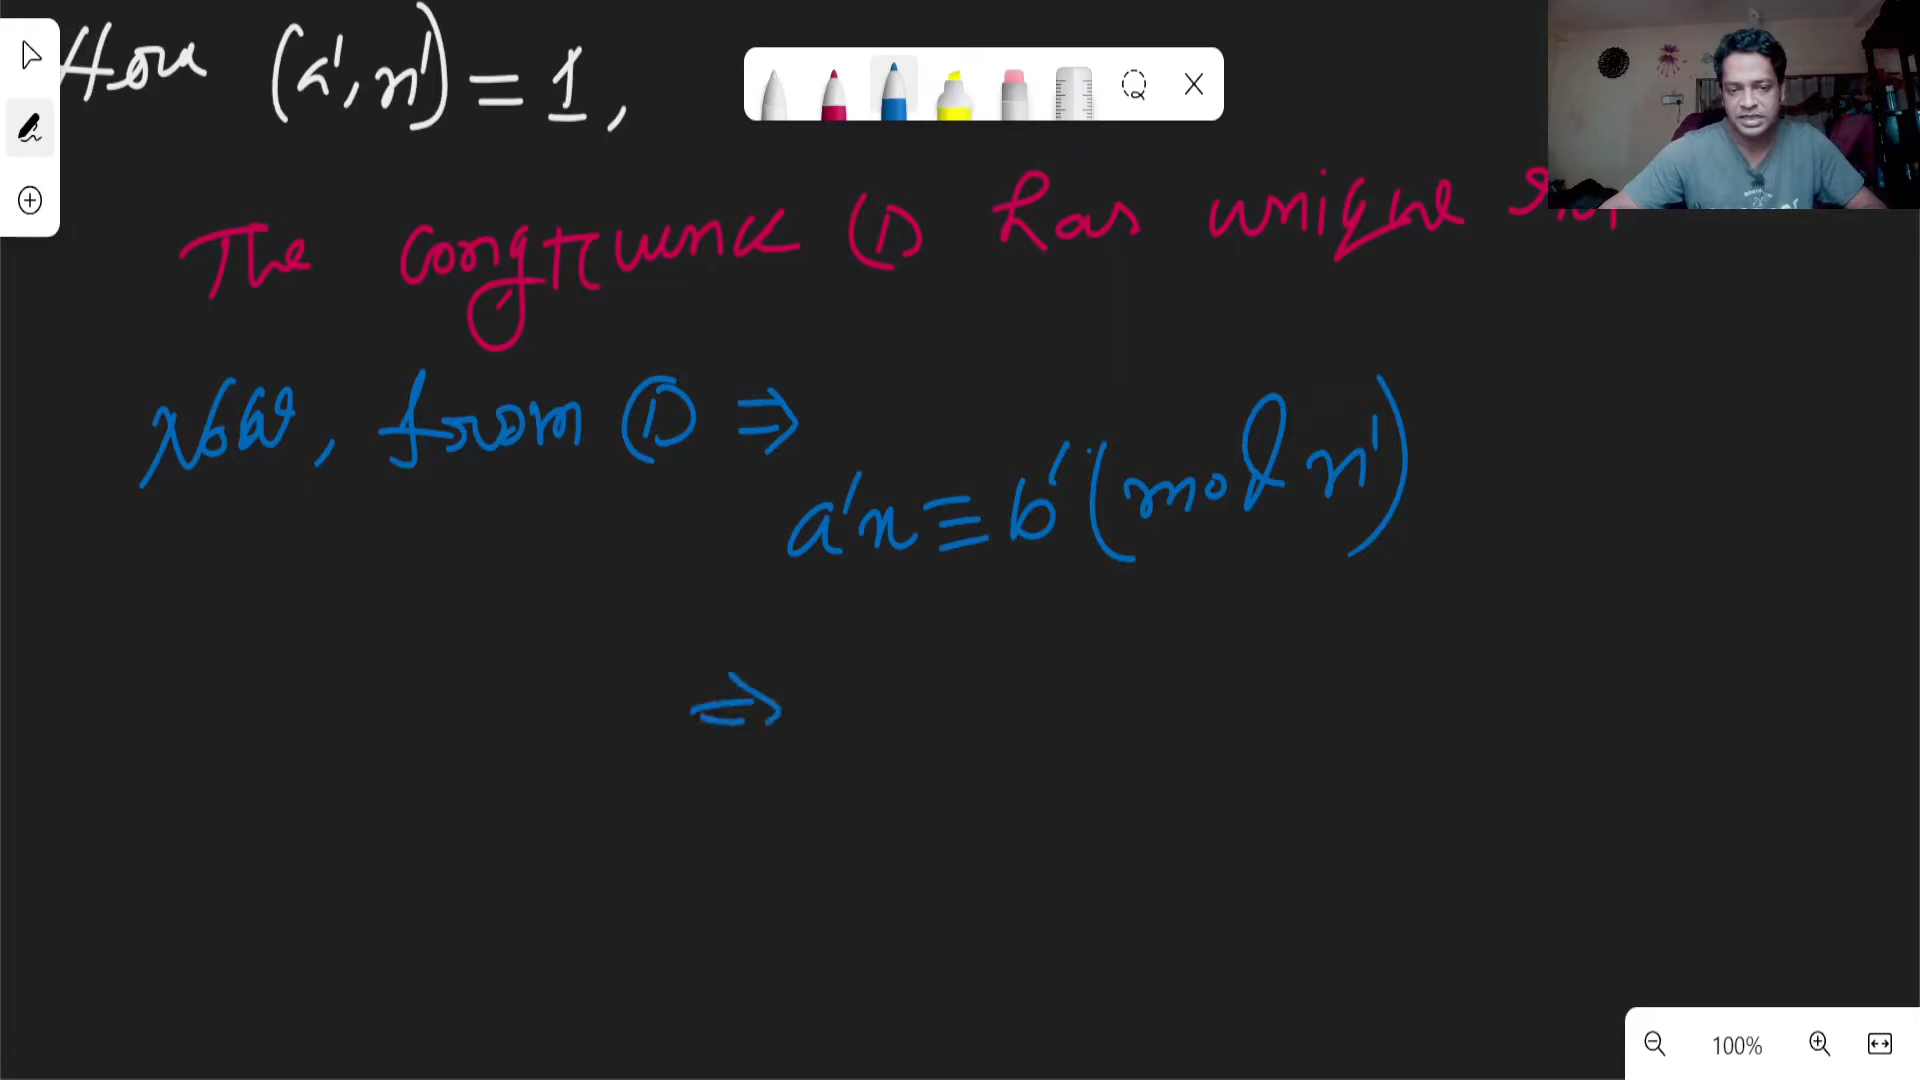 Here (a', n') = 1,
The congruence (1) has unique
Now, from (1) ⇒
a'x ≡ b' (mod n')
⇒
100%